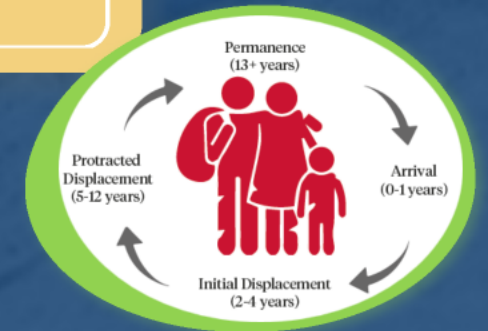 Permanence
(13+ years)
Arrival
(0-1 years)
Initial Displacement
(2-4 years)
Protracted
Displacement
(5-12 years)